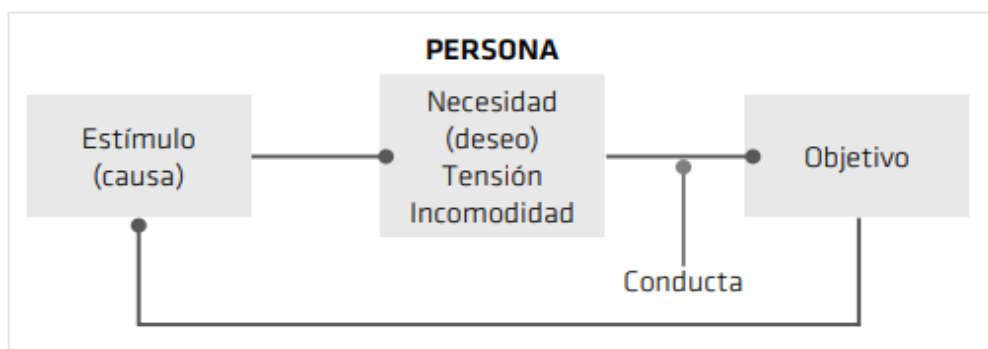 PERSONA
Estímulo
(causa)
Necesidad
(deseo)
Tensión
Incomodidad
Objetivo
Conducta